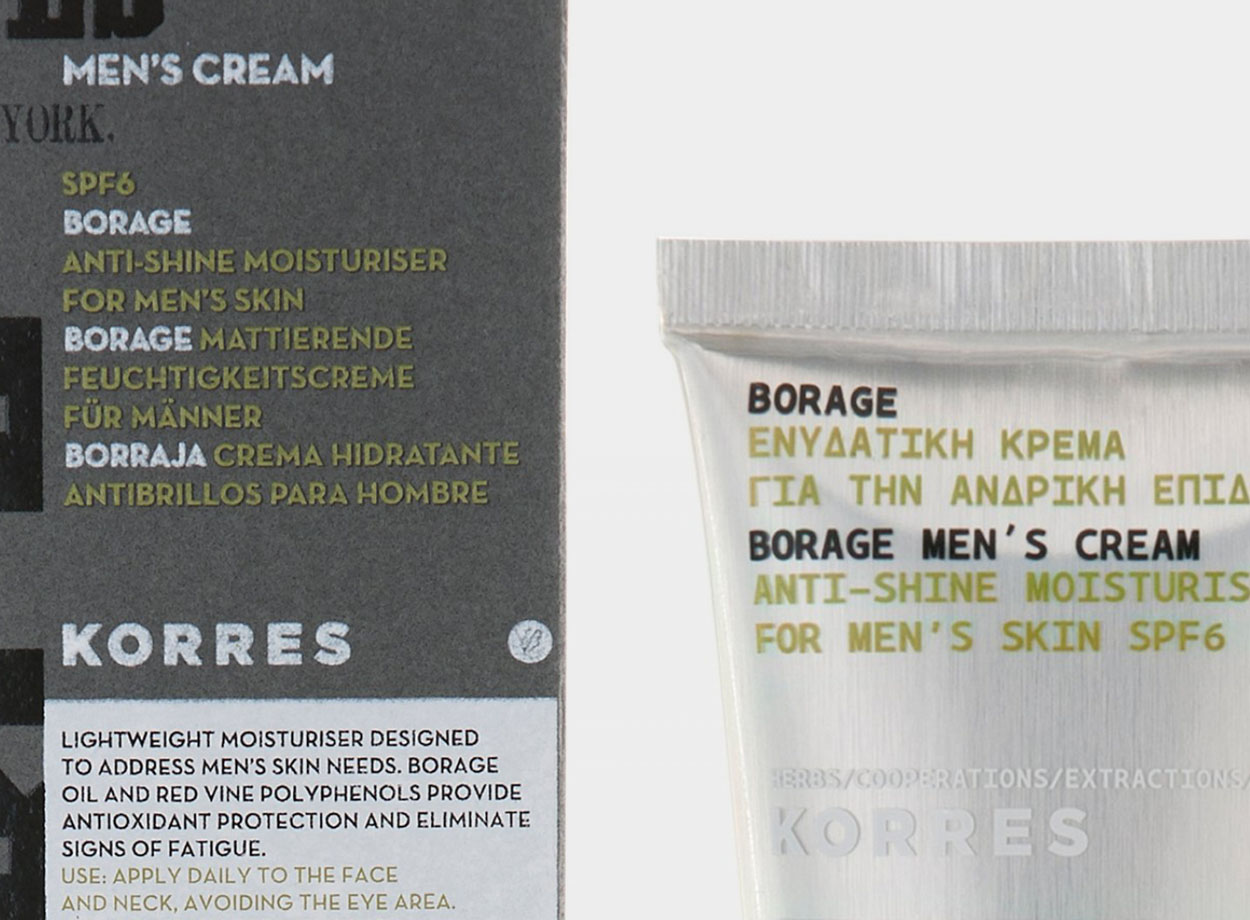 MEN'S CREAM
YORK.
SPF6
BORAGE
ANTI-SHINE MOISTURISER
FOR MEN'S SKIN
BORAGE MATTIERENDE
FEUCHTIGKEITSCREME
FÜR MÄNNER
BORRAJA CREMA HIDRATANTE
ANTIBRILLOS PARA HOMBRE
KORRES
LIGHTWEIGHT MOISTURISER DESIGNED
TO ADDRESS MEN'S SKIN NEEDS. BORAGE
OIL AND RED VINE POLYPHENOLS PROVIDE
ANTIOXIDANT PROTECTION AND ELIMINATE
SIGNS OF FATIGUE.
USE: APPLY DAILY TO THE FACE
AND NECK, AVOIDING THE EYE AREA.
BORAGE
ΕΝΥΔΑΤΙΚΗ ΚΡΕΜΑ
ΓΙΑ ΤΗΝ ΑΝΔΡΙΚΗ ΕΠΙΔ
BORAGE MEN'S CREAM
ANTI-SHINE MOISTURIS
FOR MEN'S SKIN SPF6
HERBS/COOPERATIONS/EXTRACTIONS/
KORRES